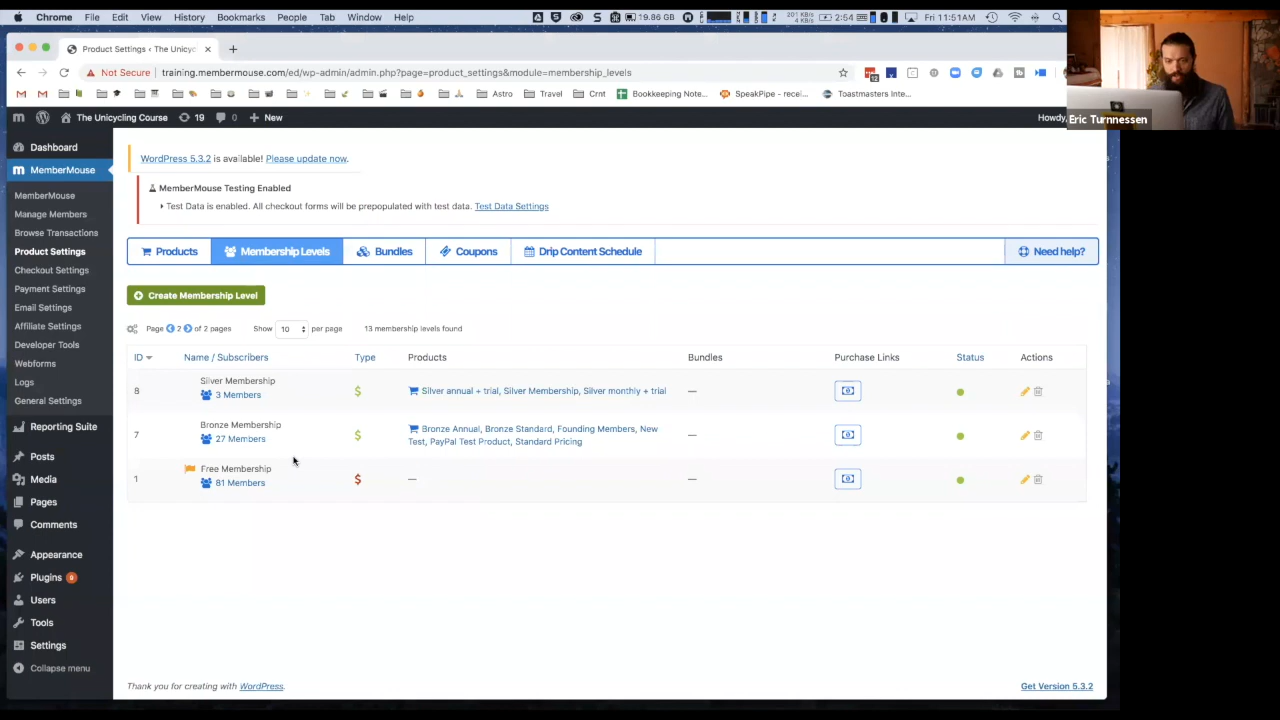 Chrome File Edit View History Bookmarks People Tab Window Help 19.86 GB 2:54 Fri 11:51AM
Product Settings ‹ The Unicyc
Not Secure training.membermouse.com/ed/wp-admin/admin.php?page=product_settings&module=membership_levels
Astro Travel Crnt Bookkeeping Note... SpeakPipe - recei... Toastmasters Inte...
The Unicycling Course 19 0 New Howdy,
Eric Turnnessen
Dashboard
MemberMouse
MemberMouse
Manage Members
Browse Transactions
Product Settings
Checkout Settings
Payment Settings
Email Settings
Affiliate Settings
Developer Tools
Webforms
Logs
General Settings
Reporting Suite
Posts
Media
Pages
Comments
Appearance
Plugins 9
Users
Tools
Settings
Collapse menu
WordPress 5.3.2 is available! Please update now.
MemberMouse Testing Enabled
Test Data is enabled. All checkout forms will be prepopulated with test data. Test Data Settings
Products Membership Levels Bundles Coupons Drip Content Schedule Need help?
Create Membership Level
Page 2 of 2 pages Show 10 per page 13 membership levels found
ID Name / Subscribers Type Products Bundles Purchase Links Status Actions
8 Silver Membership $ Silver annual + trial, Silver Membership, Silver monthly + trial —
3 Members
7 Bronze Membership $ Bronze Annual, Bronze Standard, Founding Members, New —
27 Members Test, PayPal Test Product, Standard Pricing
1 Free Membership $ — —
81 Members
Thank you for creating with WordPress. Get Version 5.3.2